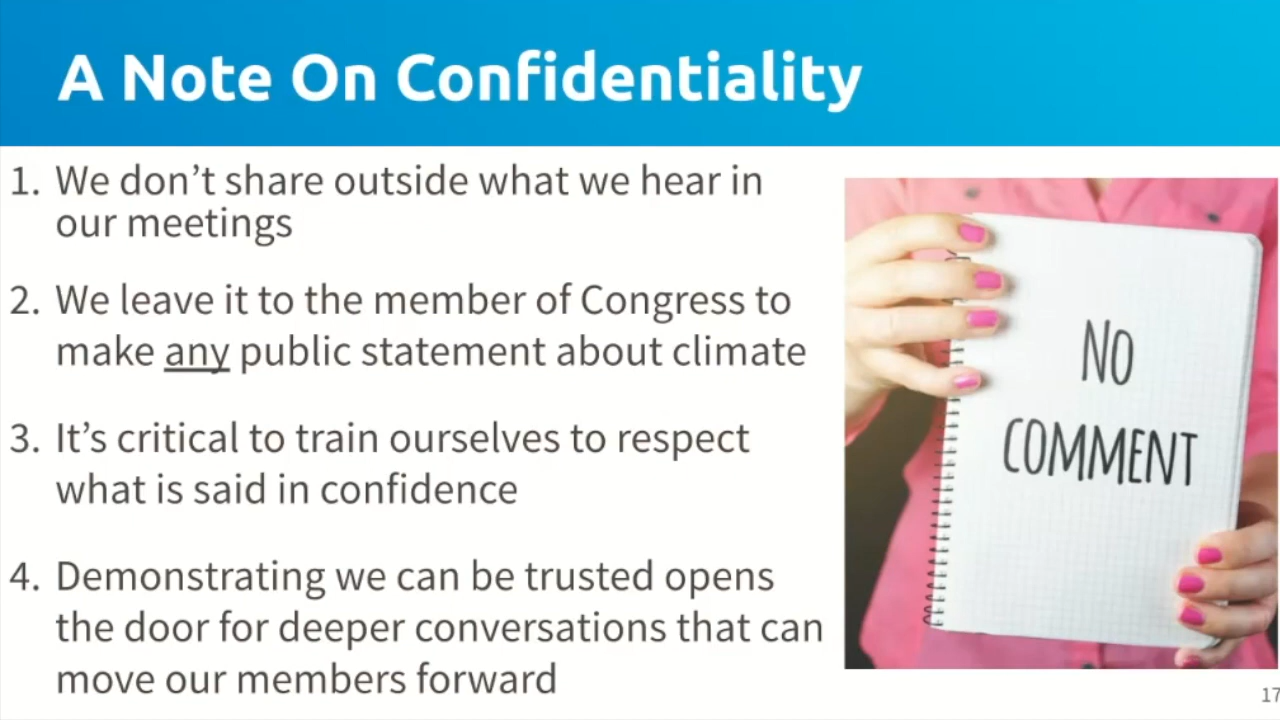 A Note On Confidentiality
1. We don't share outside what we hear in
our meetings
2. We leave it to the member of Congress to
make any public statement about climate
3. It's critical to train ourselves to respect
what is said in confidence
4. Demonstrating we can be trusted opens
the door for deeper conversations that can
move our members forward
NO
COMMENT
17